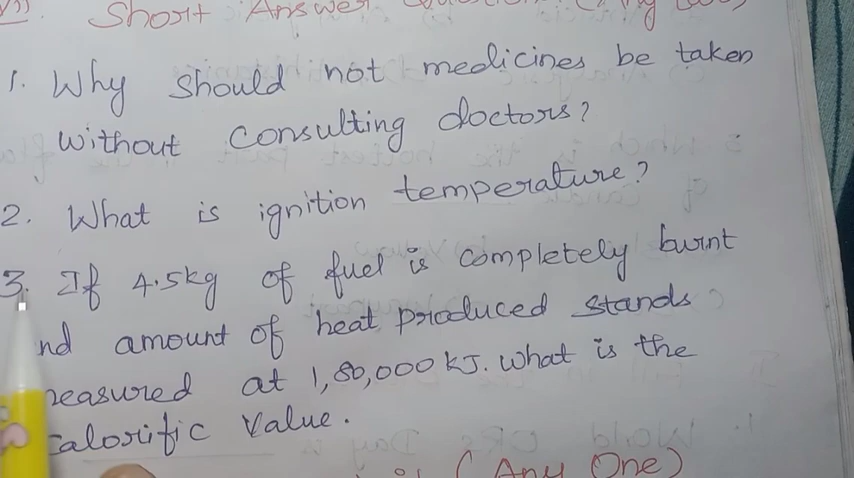 Short Answer
1. Why should not medicines be taken
without consulting doctors?
2. What is ignition temperature?
3. If 4.5kg of fuel is completely burnt
nd amount of heat produced stands
measured at 1,80,000 kJ. what is the
calorific value.
(Any One)